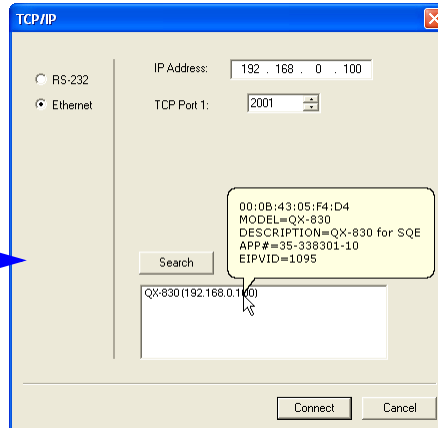 TCP/IP
RS-232
Ethernet
IP Address: 192 . 168 . 0 . 100
TCP Port 1: 2001
00:0B:43:05:F4:D4
MODEL=QX-830
DESCRIPTION=QX-830 for SQE
APP#=35-338301-10
EIPVID=1095
Search
QX-830(192.168.0.100)
Connect
Cancel